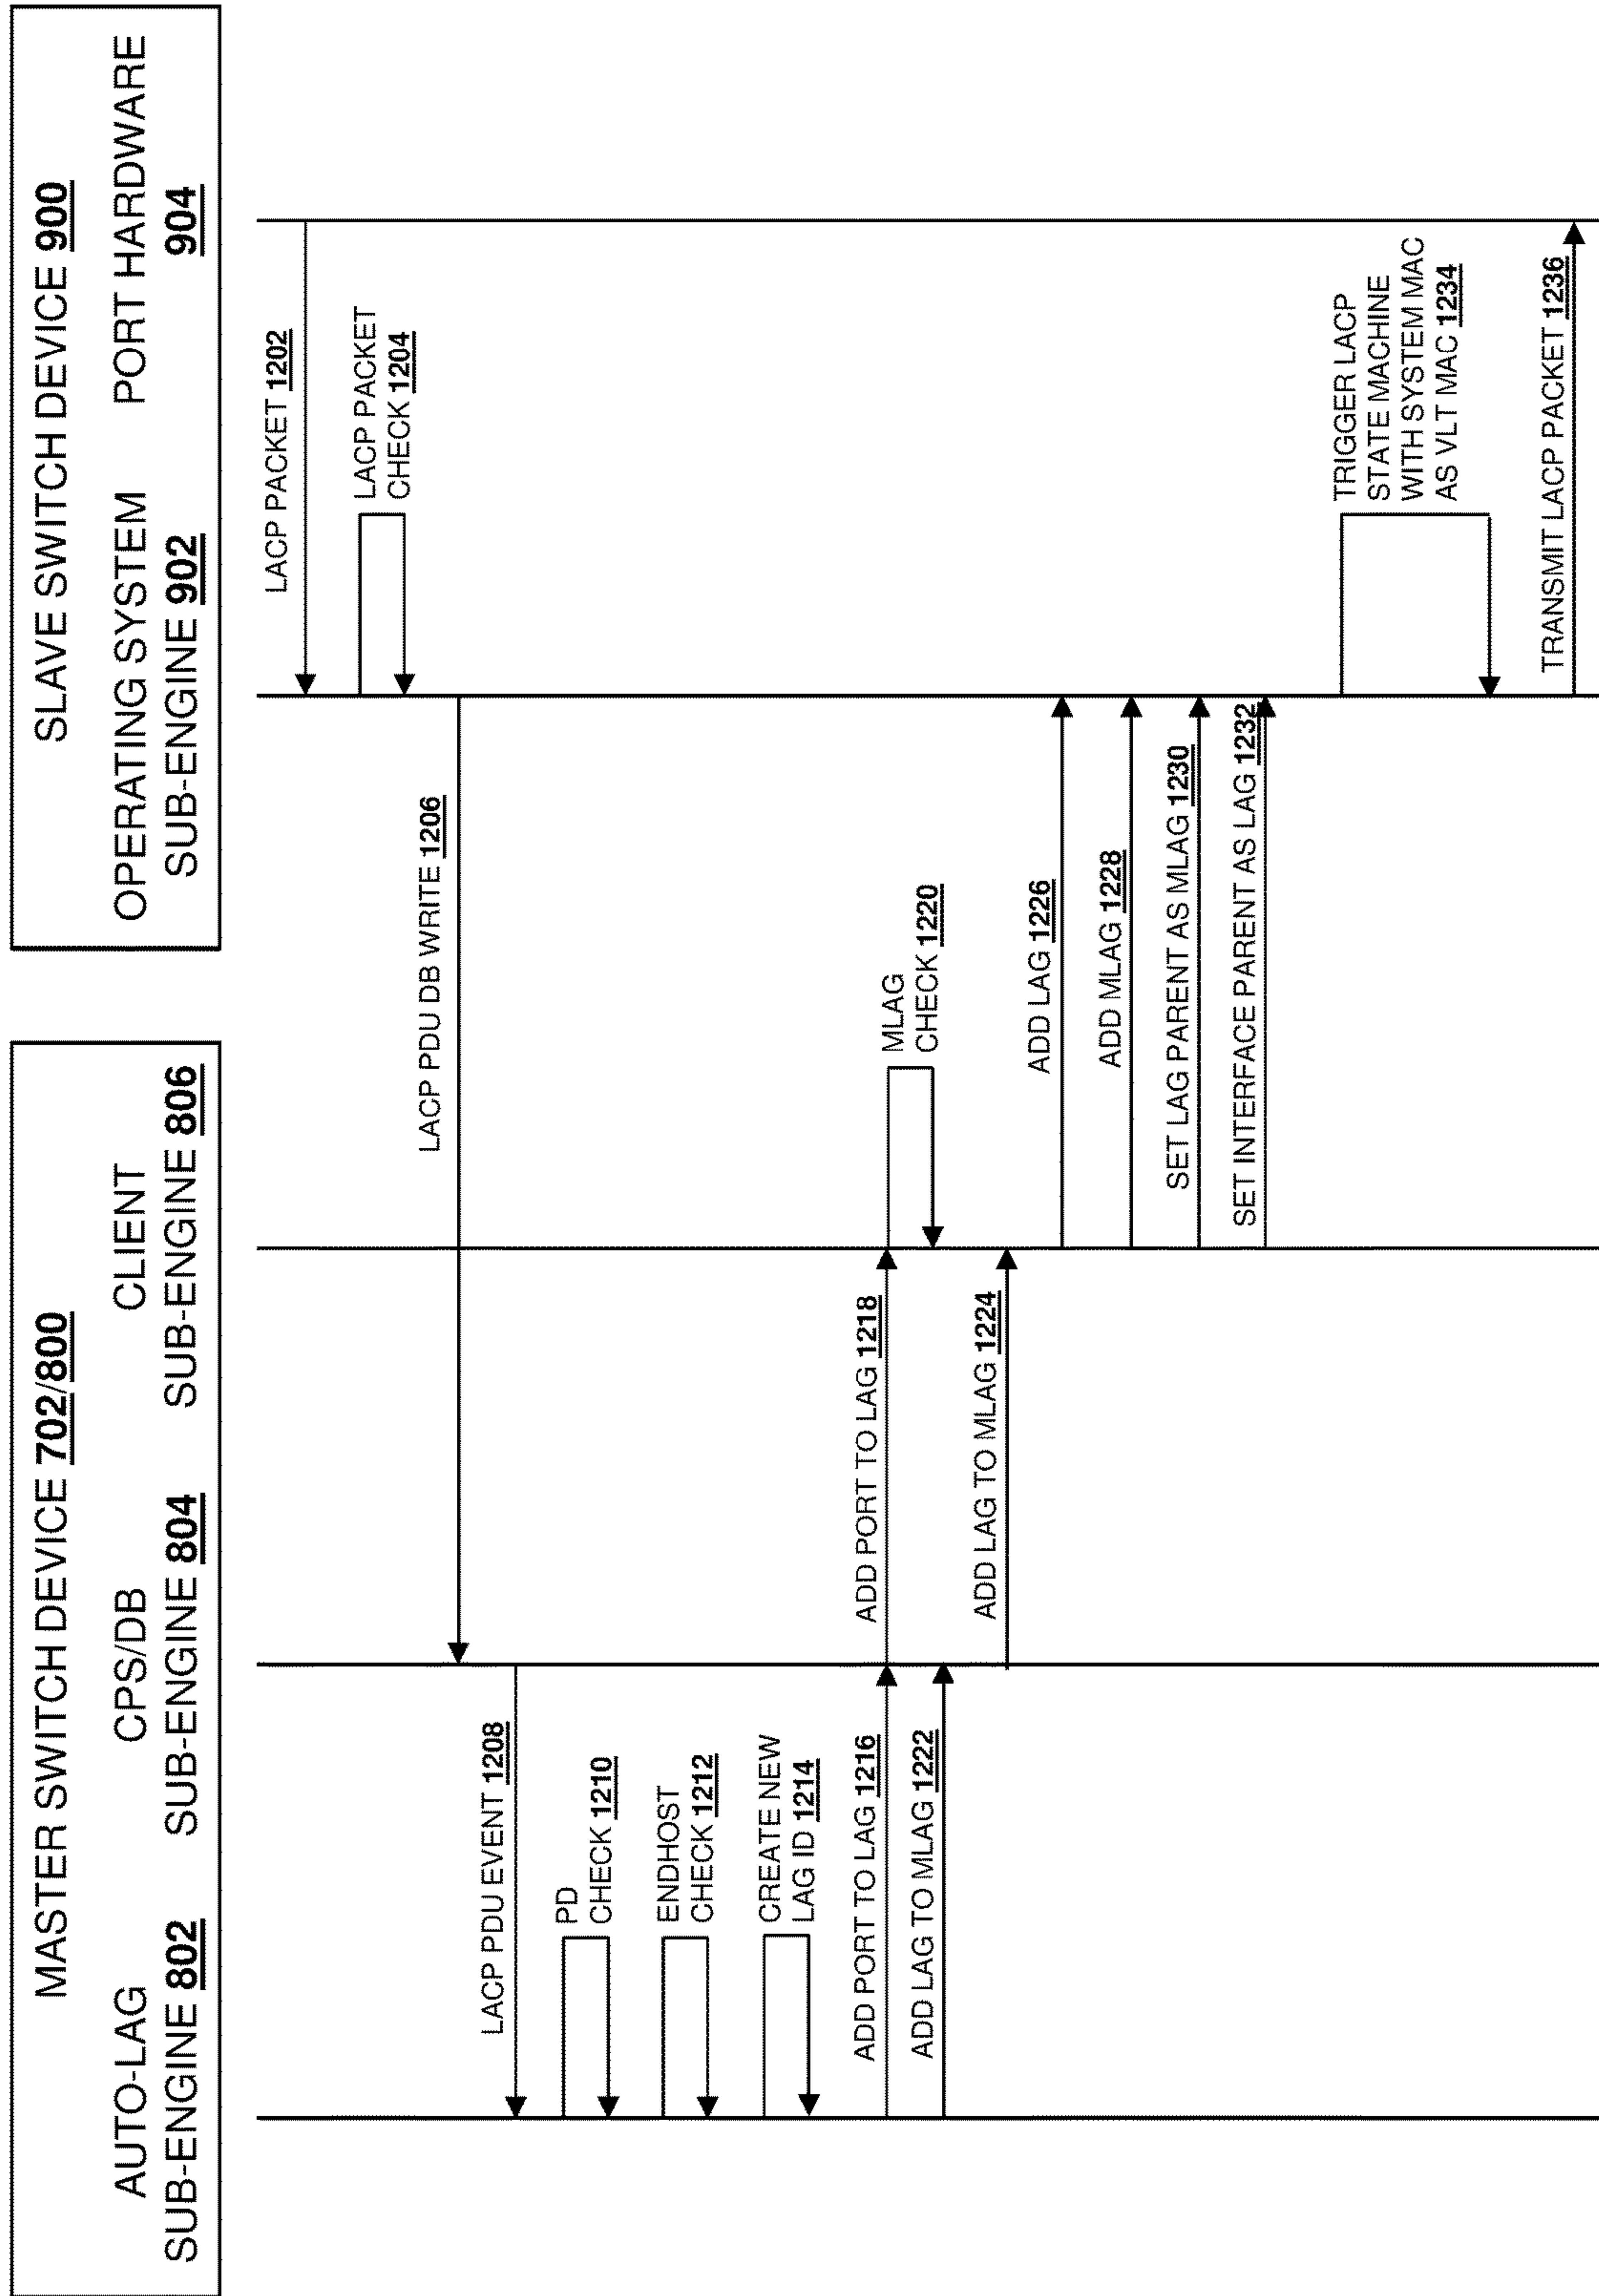 MASTER SWITCH DEVICE 702/800
AUTO-LAG
SUB-ENGINE 802
CPS/DB
SUB-ENGINE 804
CLIENT
SUB-ENGINE 806
SLAVE SWITCH DEVICE 900
OPERATING SYSTEM
SUB-ENGINE 902
PORT HARDWARE
904
LACP PACKET 1202
LACP PACKET
CHECK 1204
LACP PDU DB WRITE 1206
LACP PDU EVENT 1208
PD
CHECK 1210
ENDHOST
CHECK 1212
CREATE NEW
LAG ID 1214
ADD PORT TO LAG 1216
ADD PORT TO LAG 1218
MLAG
CHECK 1220
ADD LAG TO MLAG 1222
ADD LAG TO MLAG 1224
ADD LAG 1226
ADD MLAG 1228
SET LAG PARENT AS MLAG 1230
SET INTERFACE PARENT AS LAG 1232
TRIGGER LACP
STATE MACHINE
WITH SYSTEM MAC
AS VLT MAC 1234
TRANSMIT LACP PACKET 1236